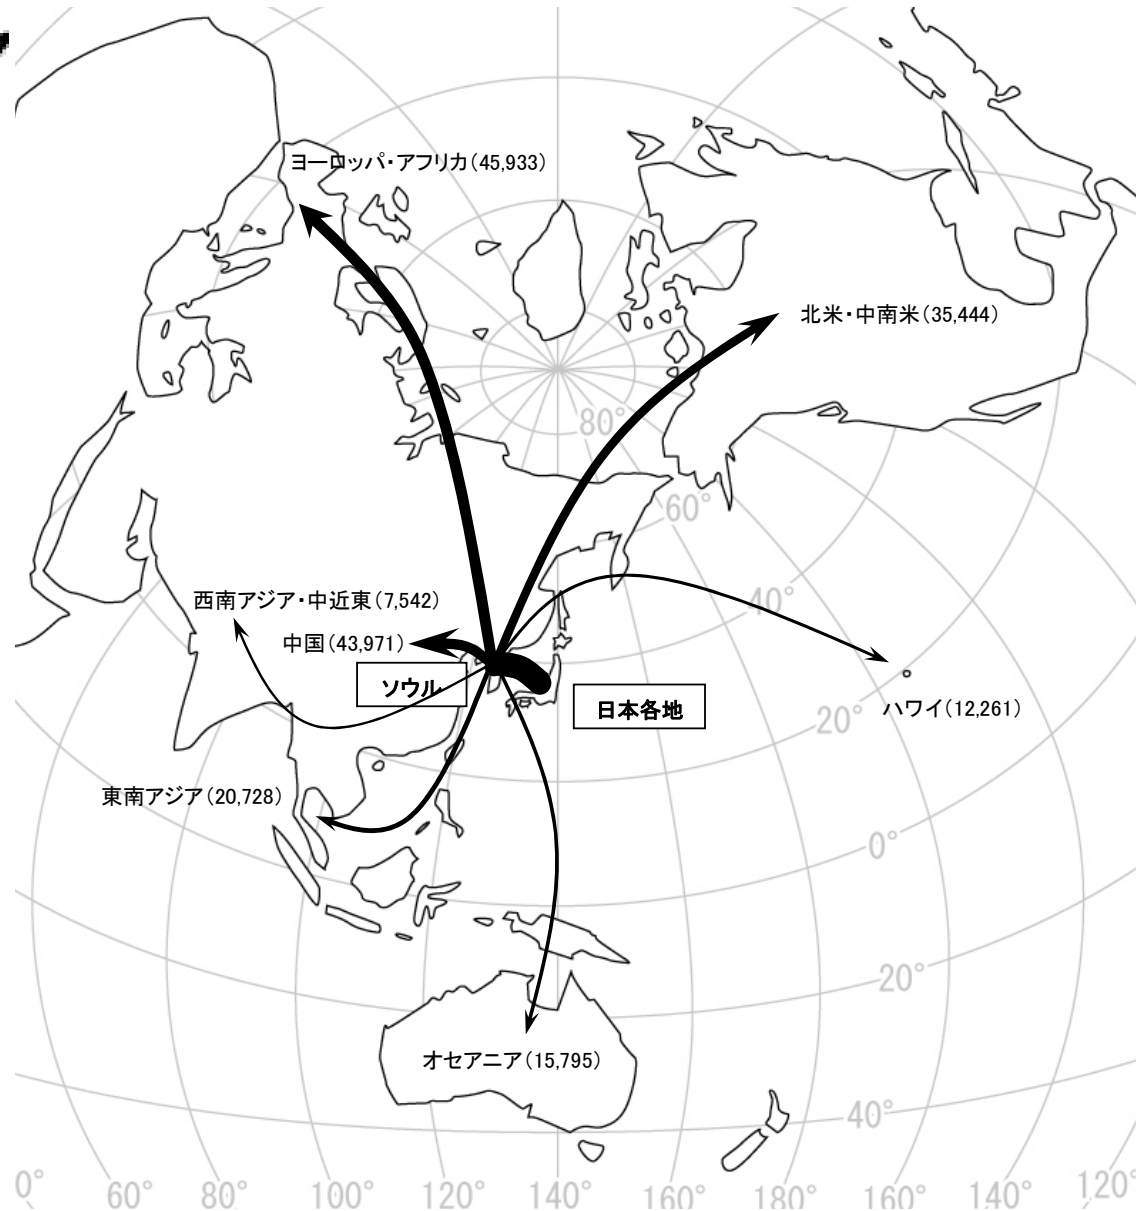 ヨーロッパ・アフリカ(45,933)
北米・中南米(35,444)
80°
60°
西南アジア・中近東(7,542)
40°
中国(43,971)
ソウル
日本各地
ハワイ(12,261)
20°
東南アジア(20,728)
0°
20°
オセアニア(15,795)
40°
0°
60°
80°
100°
120°
140°
160°
180°
160°
140°
120°